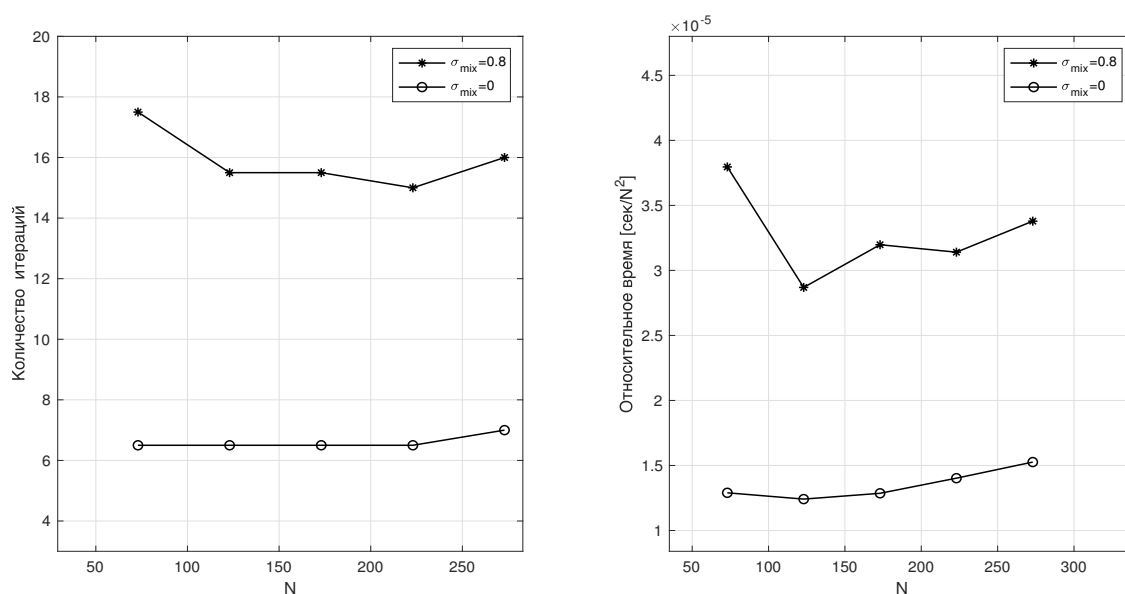 20
18
16
14
12
10
8
6
4
50 100 150 200 250
N
Количество итераций
σmix=0.8
σmix=0
×10-5
4.5
4
3.5
3
2.5
2
1.5
1
50 100 150 200 250 300
N
Относительное время [сек/N2]
σmix=0.8
σmix=0